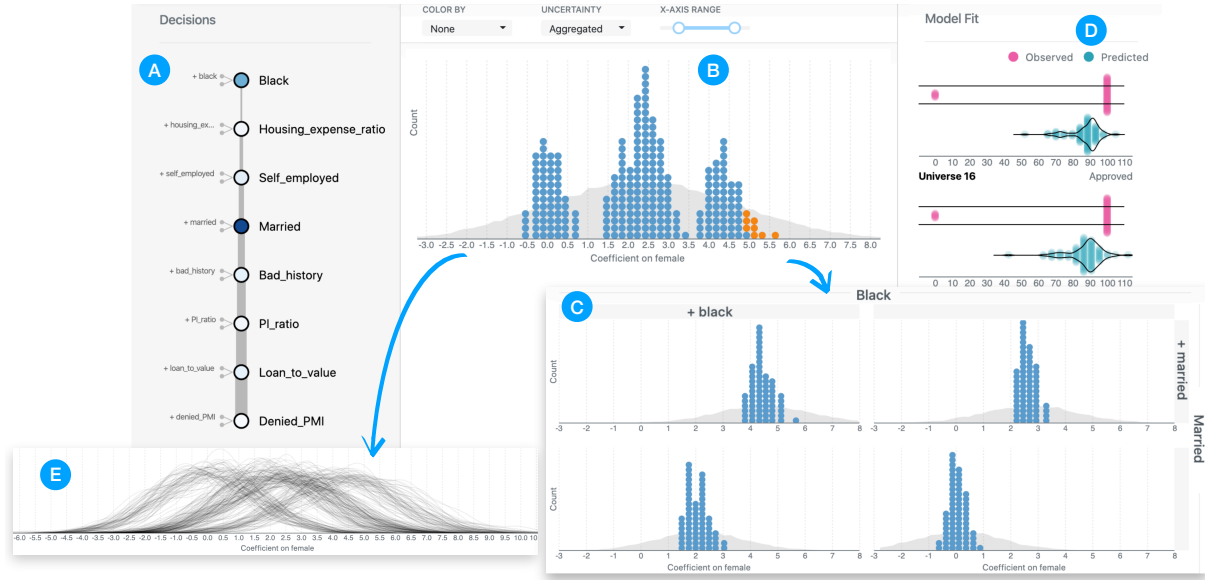 Decisions
A
+ black
Black
+ housing_ex...
Housing_expense_ratio
+ self_employed
Self_employed
+ married
Married
+ bad_history
Bad_history
+ PI_ratio
PI_ratio
+ loan_to_value
Loan_to_value
+ denied_PMI
Denied_PMI
COLOR BY
UNCERTAINTY
X-AXIS RANGE
None
Aggregated
B
Count
-3.0 -2.5 -2.0 -1.5 -1.0 -0.5 0.0 0.5 1.0 1.5 2.0 2.5 3.0 3.5 4.0 4.5 5.0 5.5 6.0 6.5 7.0 7.5 8.0
Coefficient on female
Model Fit
D
Observed Predicted
0 20 30 40 50 60 70 80 90 100 110
Universe 16 Approved
0 20 30 40 50 60 70 80 90 100 110
C
Black
+ black
+ married
Married
Count
-3 -2 -1 0 1 2 3 4 5 6 7 8
-3 -2 -1 0 1 2 3 4 5 6 7 8
Count
-3 -2 -1 0 1 2 3 4 5 6 7 8
-3 -2 -1 0 1 2 3 4 5 6 7 8
Coefficient on female
Coefficient on female
E
-6.0 -5.5 -5.0 -4.5 -4.0 -3.5 -3.0 -2.5 -2.0 -1.5 -1.0 -0.5 0.0 0.5 1.0 1.5 2.0 2.5 3.0 3.5 4.0 4.5 5.0 5.5 6.0 6.5 7.0 7.5 8.0 8.5 9.0 9.5 10.0
Coefficient on female